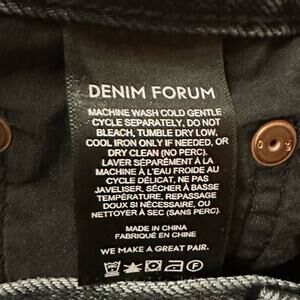 DENIM FORUM
MACHINE WASH COLD GENTLE
CYCLE SEPARATELY, DO NOT
BLEACH, TUMBLE DRY LOW,
COOL IRON ONLY IF NEEDED, OR
DRY CLEAN (NO PERC).
LAVER SÉPARÉMENT À LA
MACHINE À L'EAU FROIDE AU
CYCLE DÉLICAT, NE PAS
JAVELISER, SÉCHER À BASSE
TEMPÉRATURE, REPASSAGE
DOUX SI NÉCESSAIRE, OU
NETTOYER À SEC (SANS PERC).
MADE IN CHINA
FABRIQUÉ EN CHINE
WE MAKE A GREAT PAIR.